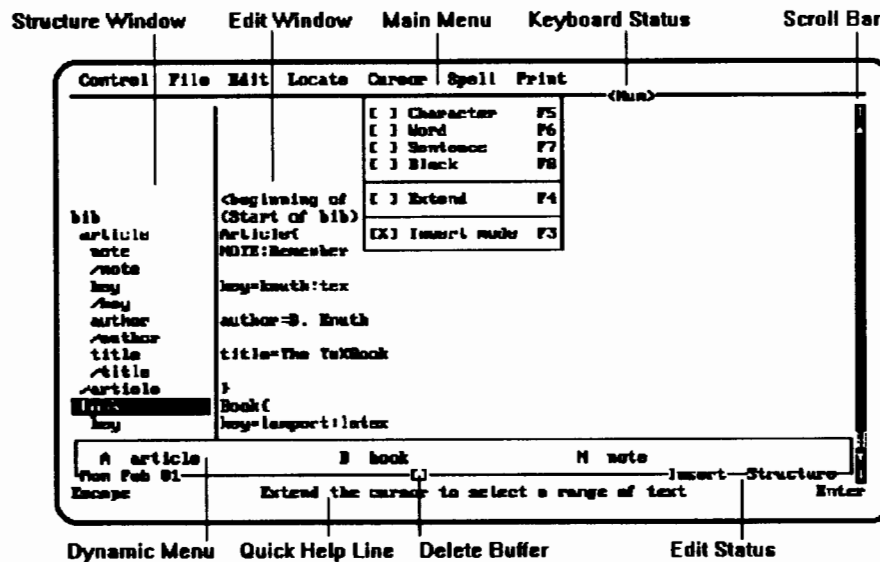 Structure Window Edit Window Main Menu Keyboard Status Scroll Bar
Control File Edit Locate Cursor Spell Print
<Num>
[ ] Character F5
[ ] Word F6
[ ] Sentence F7
[ ] Block F8
<beginning of [ ] Extend F4
bib (Start of bib)
article Article{ [X] Insert mode F3
note NOTE:Remember
/note
key key=knuth:tex
/key
author author=D. Knuth
/author
title title=The TeXBook
/title
/article }
Book{
key key=lamport:latex
A article B book N note
Mon Feb 01 Insert Structure
Escape Extend the cursor to select a range of text Enter
Dynamic Menu Quick Help Line Delete Buffer Edit Status